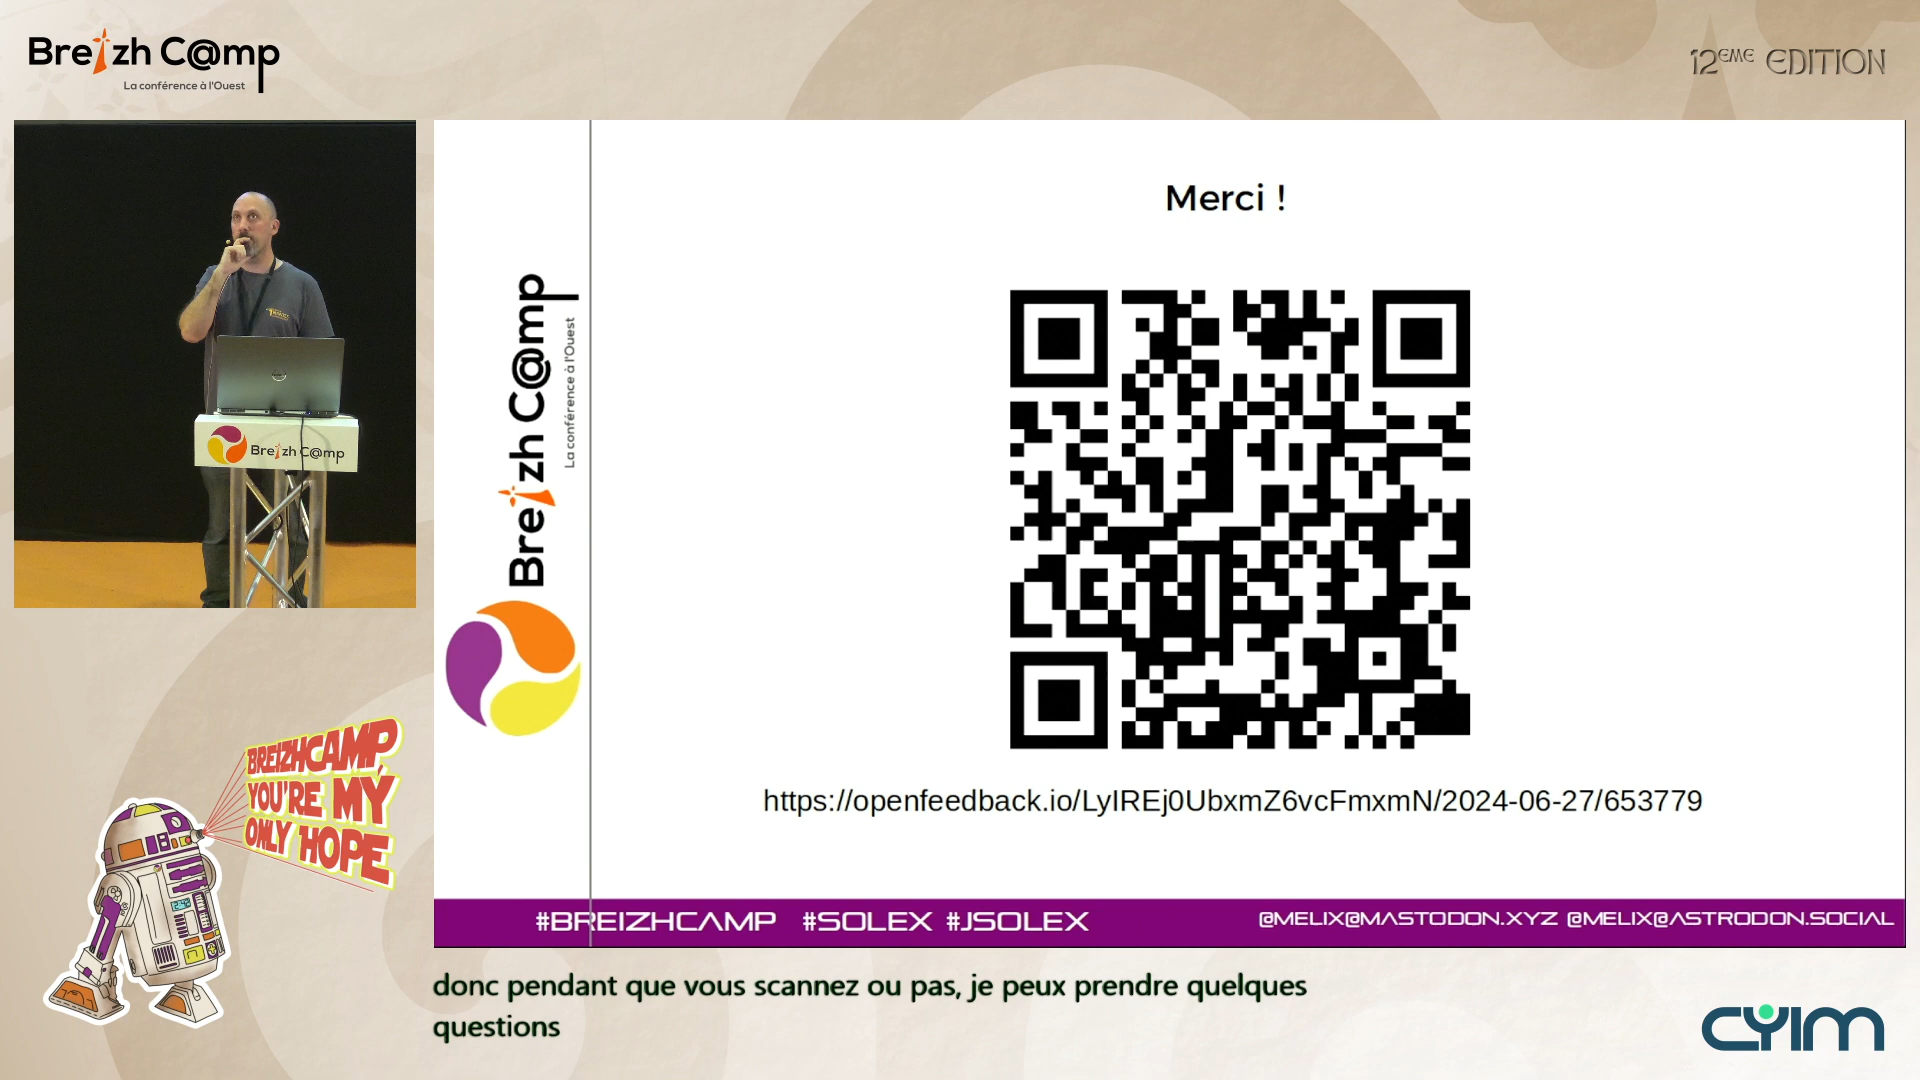 Breizh C@mp
La conférence à l'Ouest
12ÈME EDITION
Merci !
Breizh C@mp
La conférence à l'Ouest
Breizh C@mp
https://openfeedback.io/LyIREj0UbxmZ6vcFmxmN/2024-06-27/653779
BREIZHCAMP,
YOU'RE MY
ONLY HOPE
#BREIZHCAMP #SOLEX #JSOLEX
@MELIX@MASTODON.XYZ @MELIX@ASTRODON.SOCIAL
donc pendant que vous scannez ou pas, je peux prendre quelques
questions
CYIM